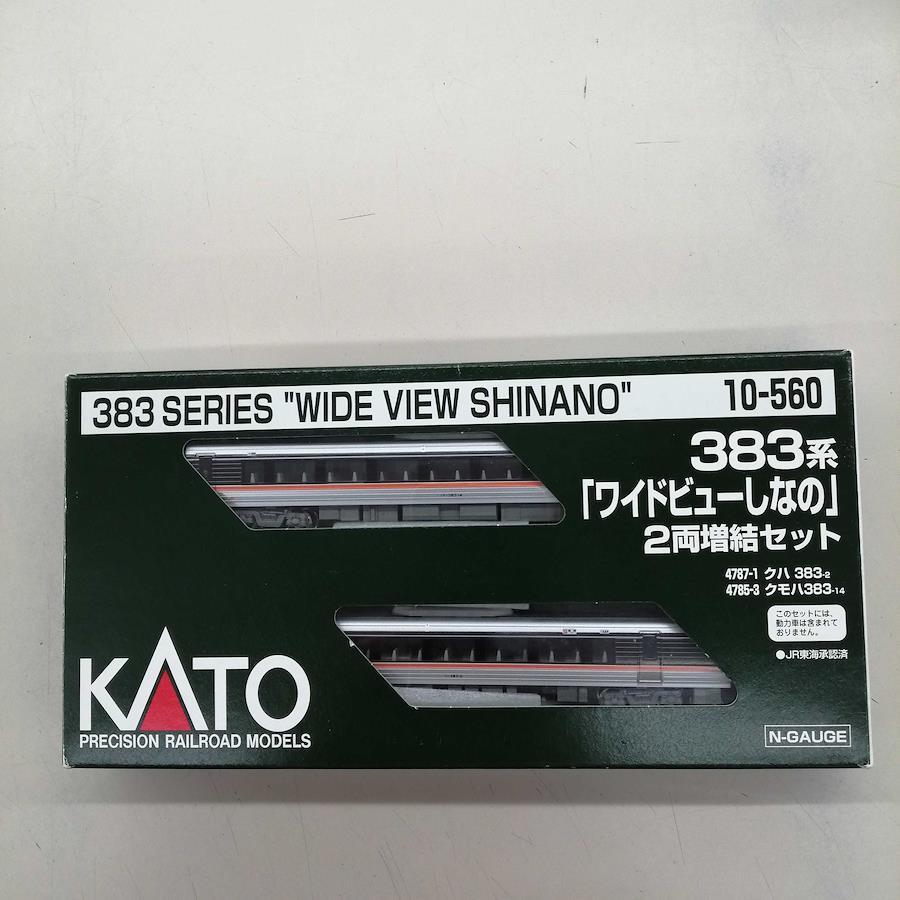 383 SERIES "WIDE VIEW SHINANO" 10-560
383系
「ワイドビューしなの」
2両増結セット
4787-1 クハ 383-2
4785-3 クモハ383-14
このセットには、
動力車は含まれて
おりません。
●JR東海承認済
KATO
PRECISION RAILROAD MODELS
N-GAUGE